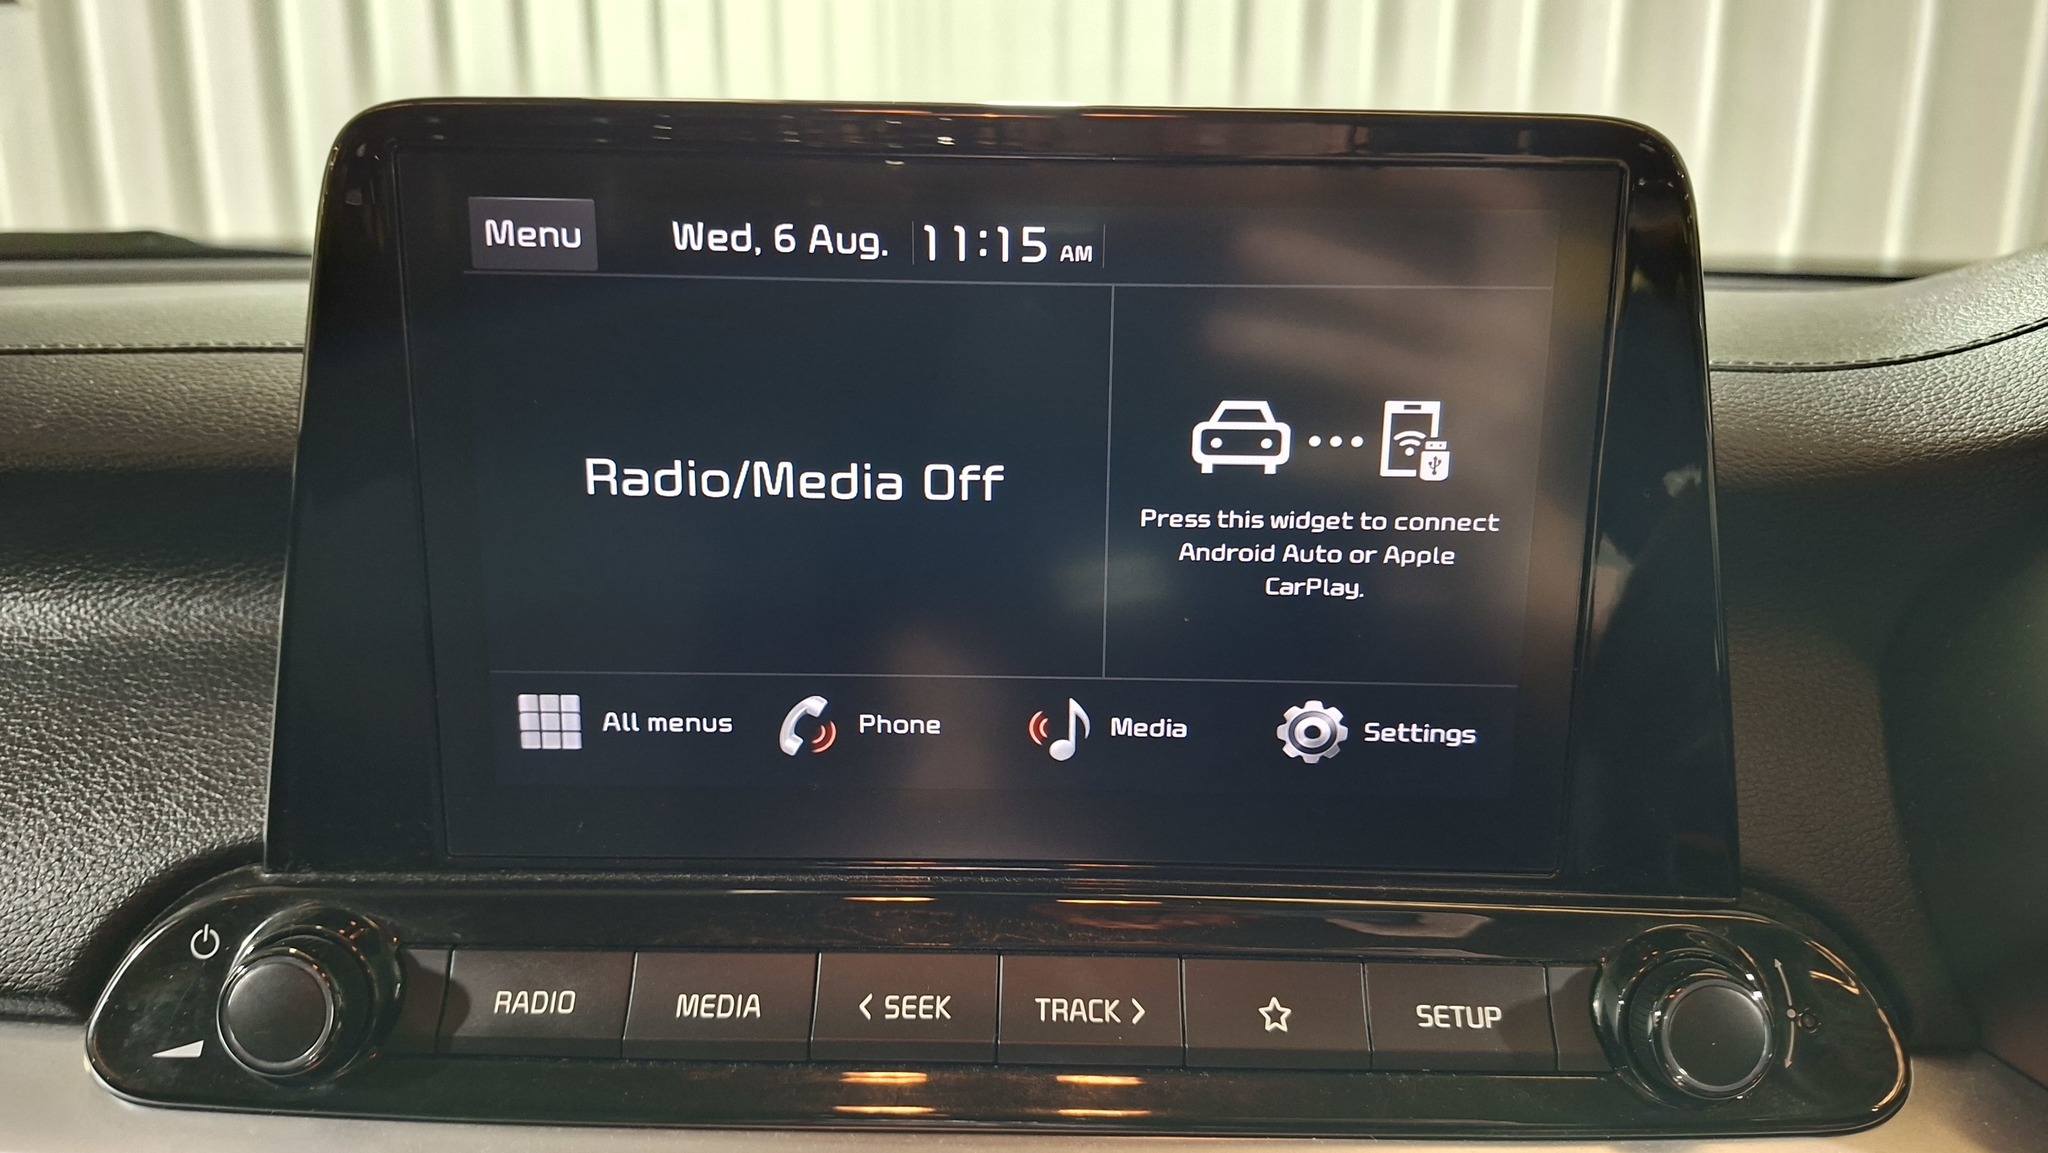 Menu
Wed, 6 Aug.
11:15 AM
Radio/Media Off
Press this widget to connect
Android Auto or Apple
CarPlay.
All menus
Phone
Media
Settings
RADIO
MEDIA
< SEEK
TRACK >
SETUP